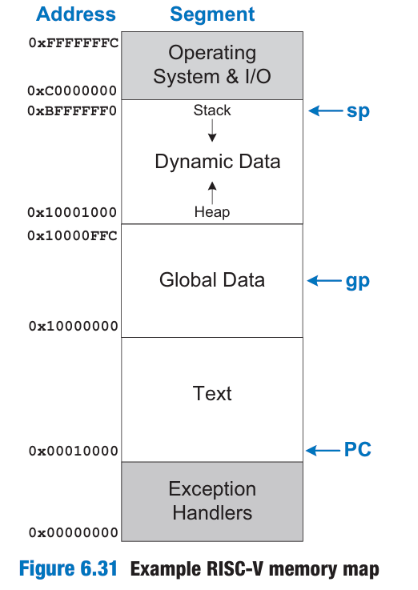 Address Segment
0xFFFFFFFC
Operating
System & I/O
0xC0000000
0xBFFFFFF0 Stack sp
Dynamic Data
0x10001000 Heap
0x10000FFC
Global Data gp
0x10000000
Text
0x00010000 PC
Exception
Handlers
0x00000000
Figure 6.31 Example RISC-V memory map